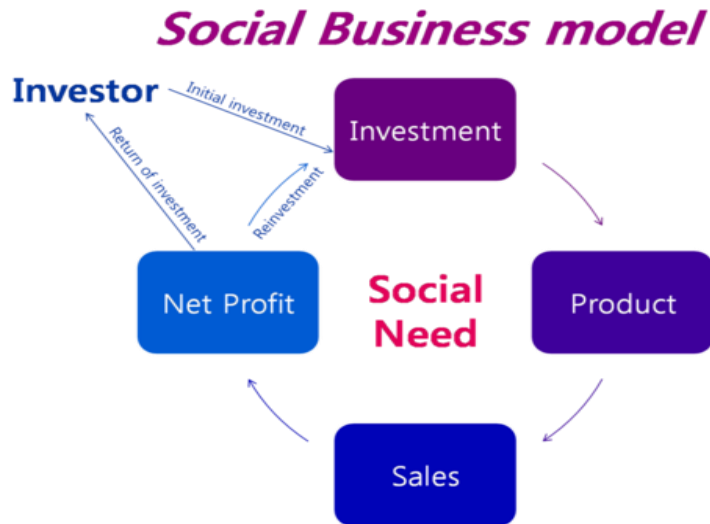 Social Business model
Investor
Initial investment
Investment
Return of investment
Reinvestment
Net Profit
Social
Need
Product
Sales